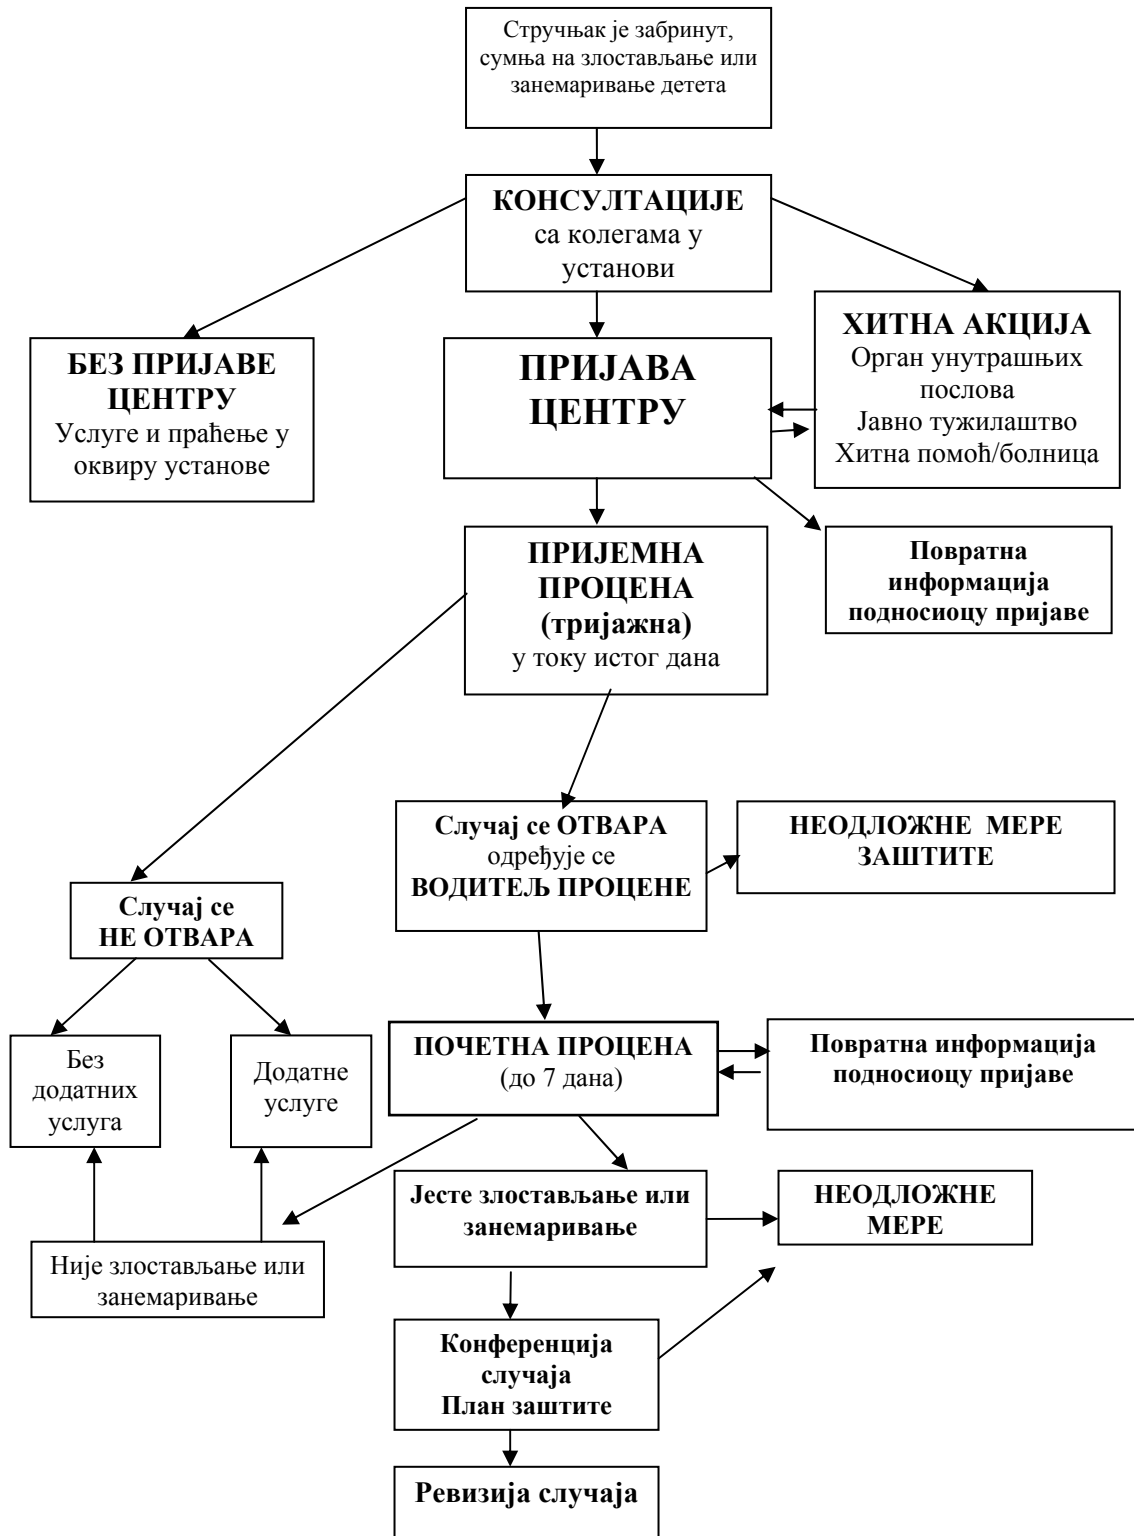 Стручњак је забринут,
сумња на злостављање или
занемаривање детета
КОНСУЛТАЦИЈЕ
са колегама у
установи
БЕЗ ПРИЈАВЕ
ЦЕНТРУ
Услуге и праћење у
оквиру установе
ПРИЈАВА
ЦЕНТРУ
ХИТНА АКЦИЈА
Орган унутрашњих
послова
Јавно тужилаштво
Хитна помоћ/болница
ПРИЈЕМНА
ПРОЦЕНА
(тријажна)
у току истог дана
Повратна
информација
подносиоцу пријаве
Случај се ОТВАРА
одређује се
ВОДИТЕЉ ПРОЦЕНЕ
НЕОДЛОЖНЕ МЕРЕ
ЗАШТИТЕ
Случај се
НЕ ОТВАРА
Без
додатних
услуга
Додатне
услуге
ПОЧЕТНА ПРОЦЕНА
(до 7 дана)
Повратна информација
подносиоцу пријаве
Јесте злостављање или
занемаривање
НЕОДЛОЖНЕ
МЕРЕ
Није злостављање или
занемаривање
Конференција
случаја
План заштите
Ревизија случаја